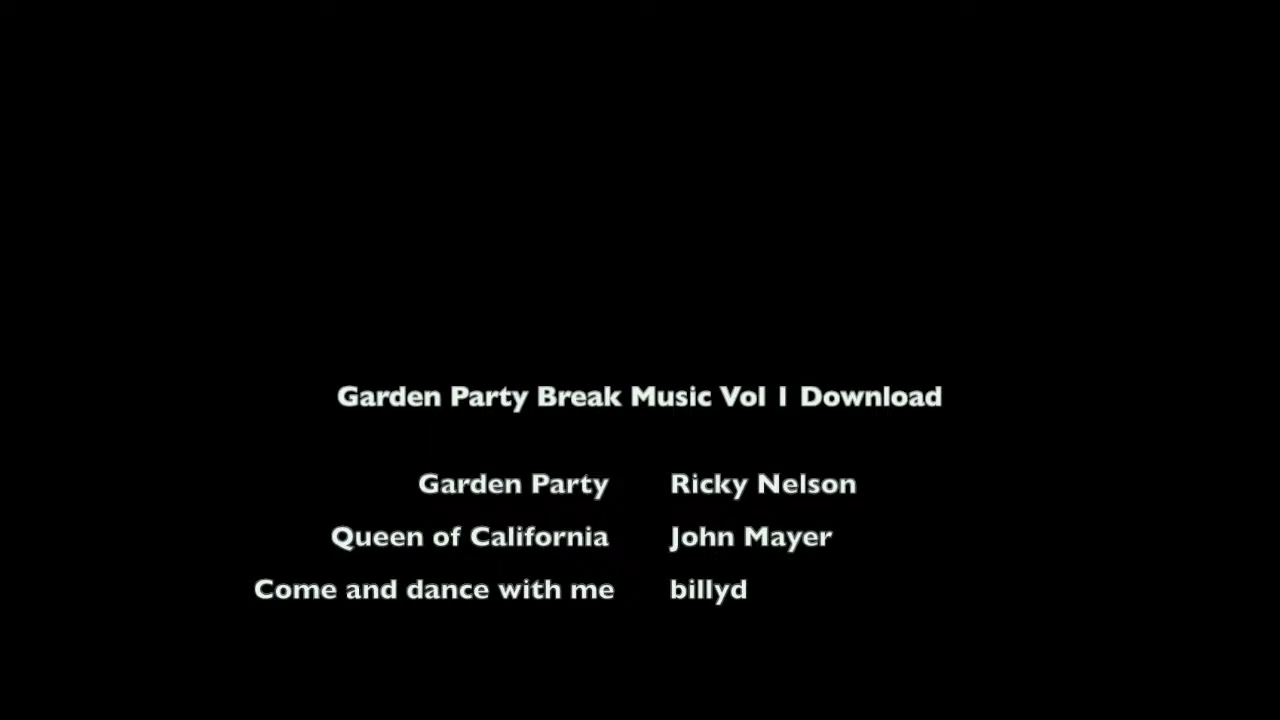 Garden Party Break Music Vol 1 Download
Garden Party Ricky Nelson
Queen of California John Mayer
Come and dance with me billyd